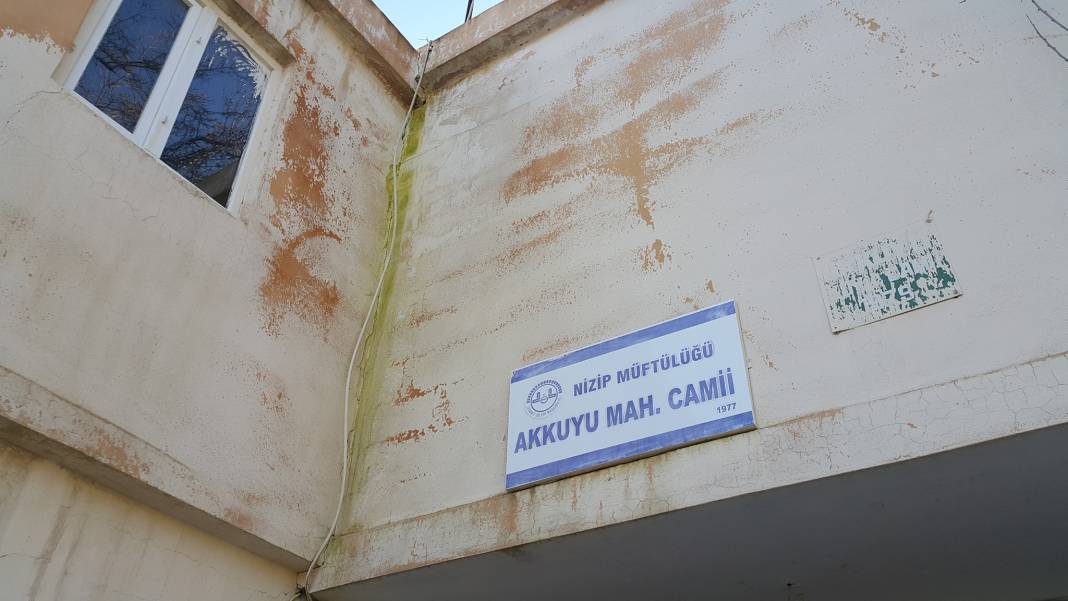 NİZİP MÜFTÜLÜĞÜ
AKKUYU MAH. CAMİİ
1977